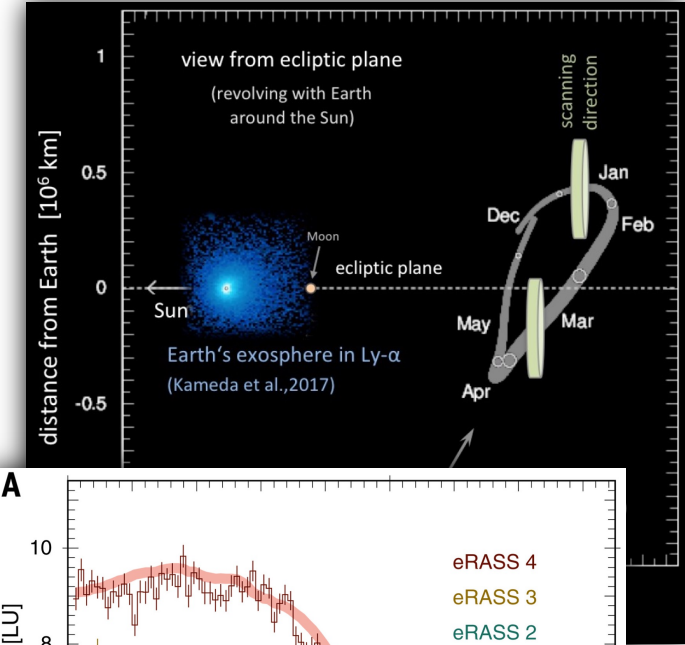 1
view from ecliptic plane
(revolving with Earth
around the Sun)
scanning
direction
0.5
Jan
Dec
Feb
Moon
ecliptic plane
0
Sun
May
Mar
Earth‘s exosphere in Ly-α
(Kameda et al.,2017)
Apr
-0.5
distance from Earth [10⁶ km]
A
10
eRASS 4
eRASS 3
eRASS 2
8
[LU]